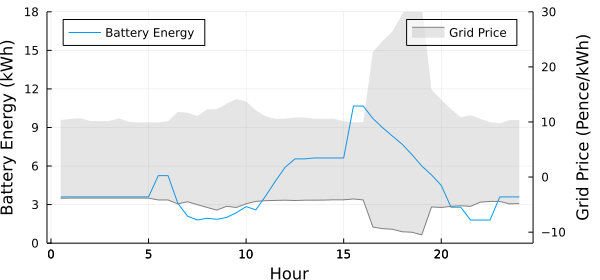 Battery Energy
Grid Price
Battery Energy (kWh)
18
15
12
9
6
3
0
30
20
10
0
−10
Grid Price (Pence/kWh)
0 5 10 15 20
Hour